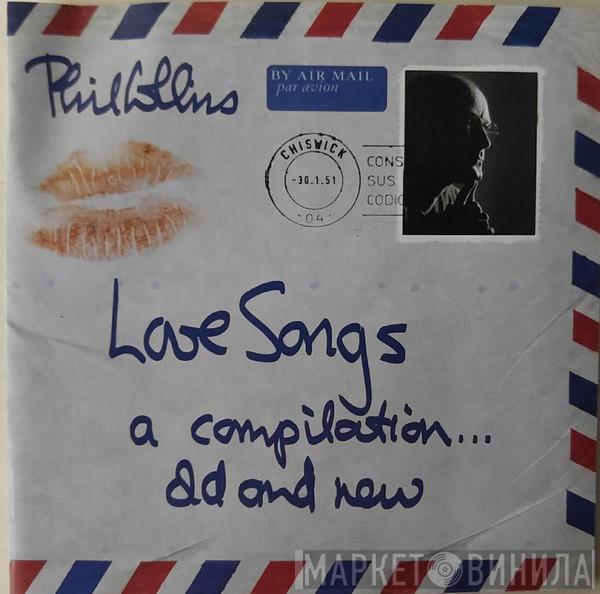 Phil Collins
BY AIR MAIL
par avion
CHISWICK
-30.1.51
-04-
CONS
SUS
CODIC
Love Songs
a compilation...
Old and new
МАРКЕТ ВИНИЛА